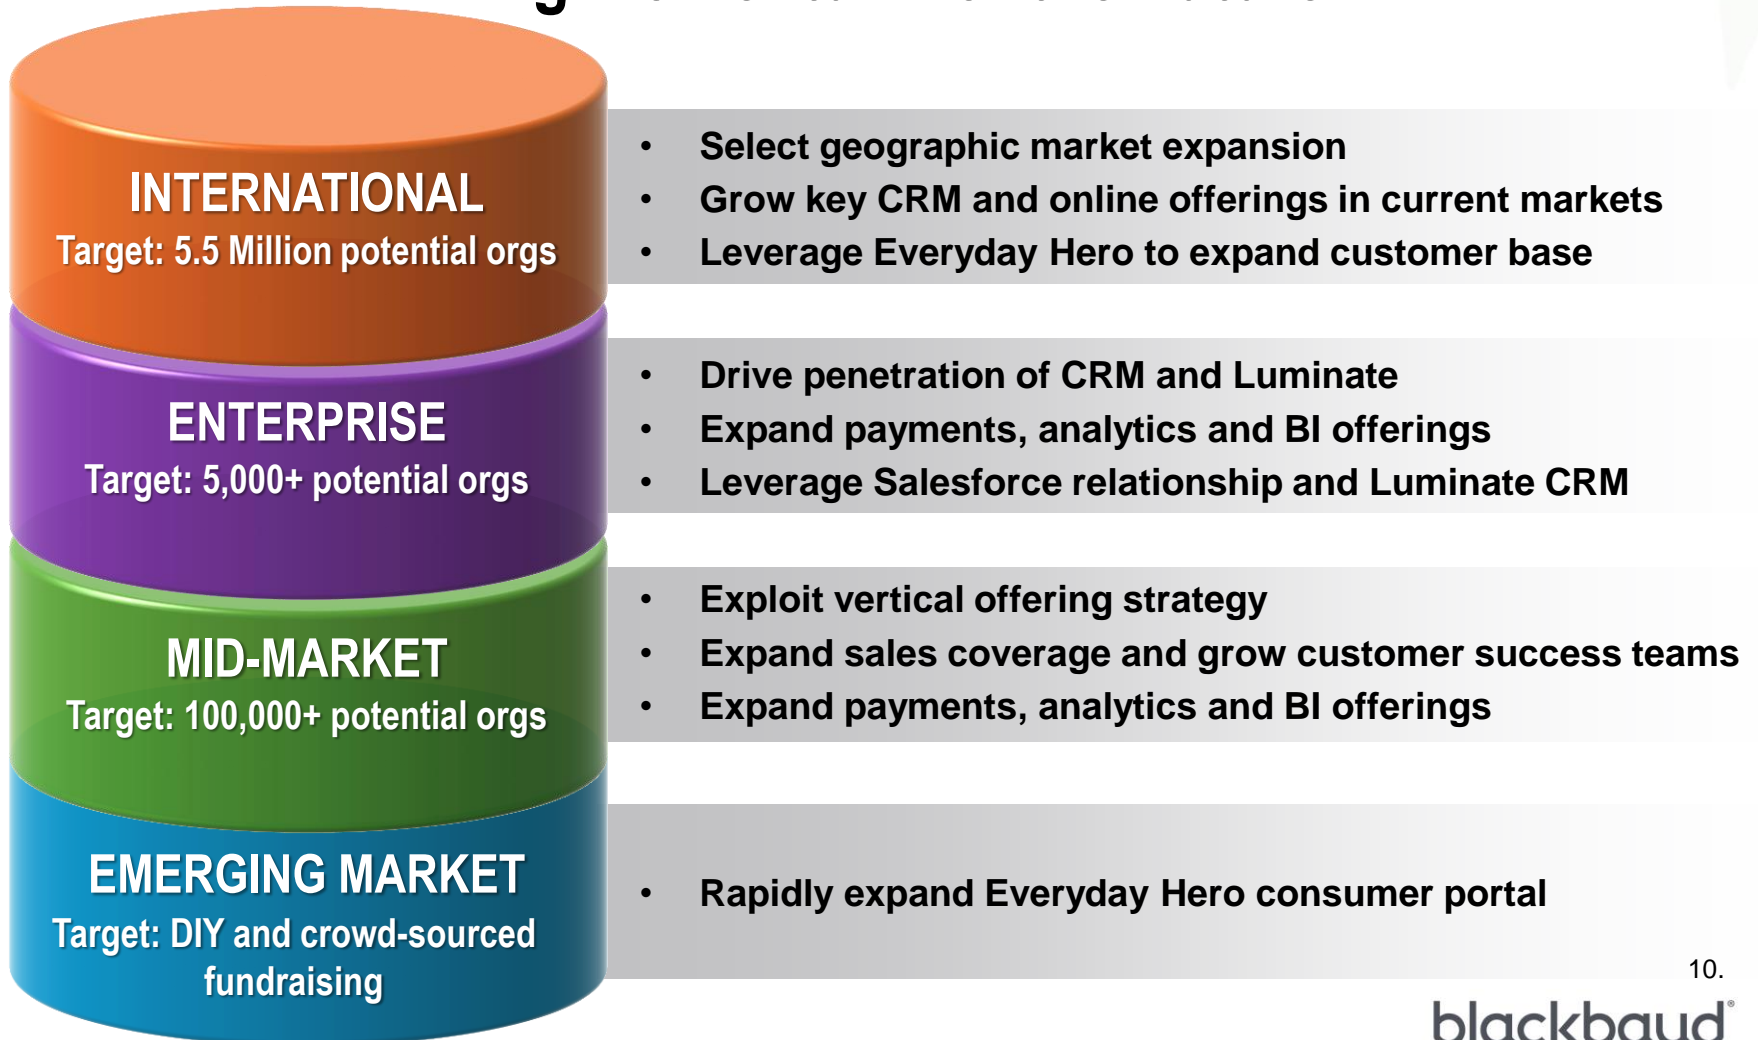 INTERNATIONAL
Target: 5.5 Million potential orgs
• Select geographic market expansion
• Grow key CRM and online offerings in current markets
• Leverage Everyday Hero to expand customer base
ENTERPRISE
Target: 5,000+ potential orgs
• Drive penetration of CRM and Luminate
• Expand payments, analytics and BI offerings
• Leverage Salesforce relationship and Luminate CRM
MID-MARKET
Target: 100,000+ potential orgs
• Exploit vertical offering strategy
• Expand sales coverage and grow customer success teams
• Expand payments, analytics and BI offerings
EMERGING MARKET
Target: DIY and crowd-sourced
fundraising
• Rapidly expand Everyday Hero consumer portal
10.
blackbaud®